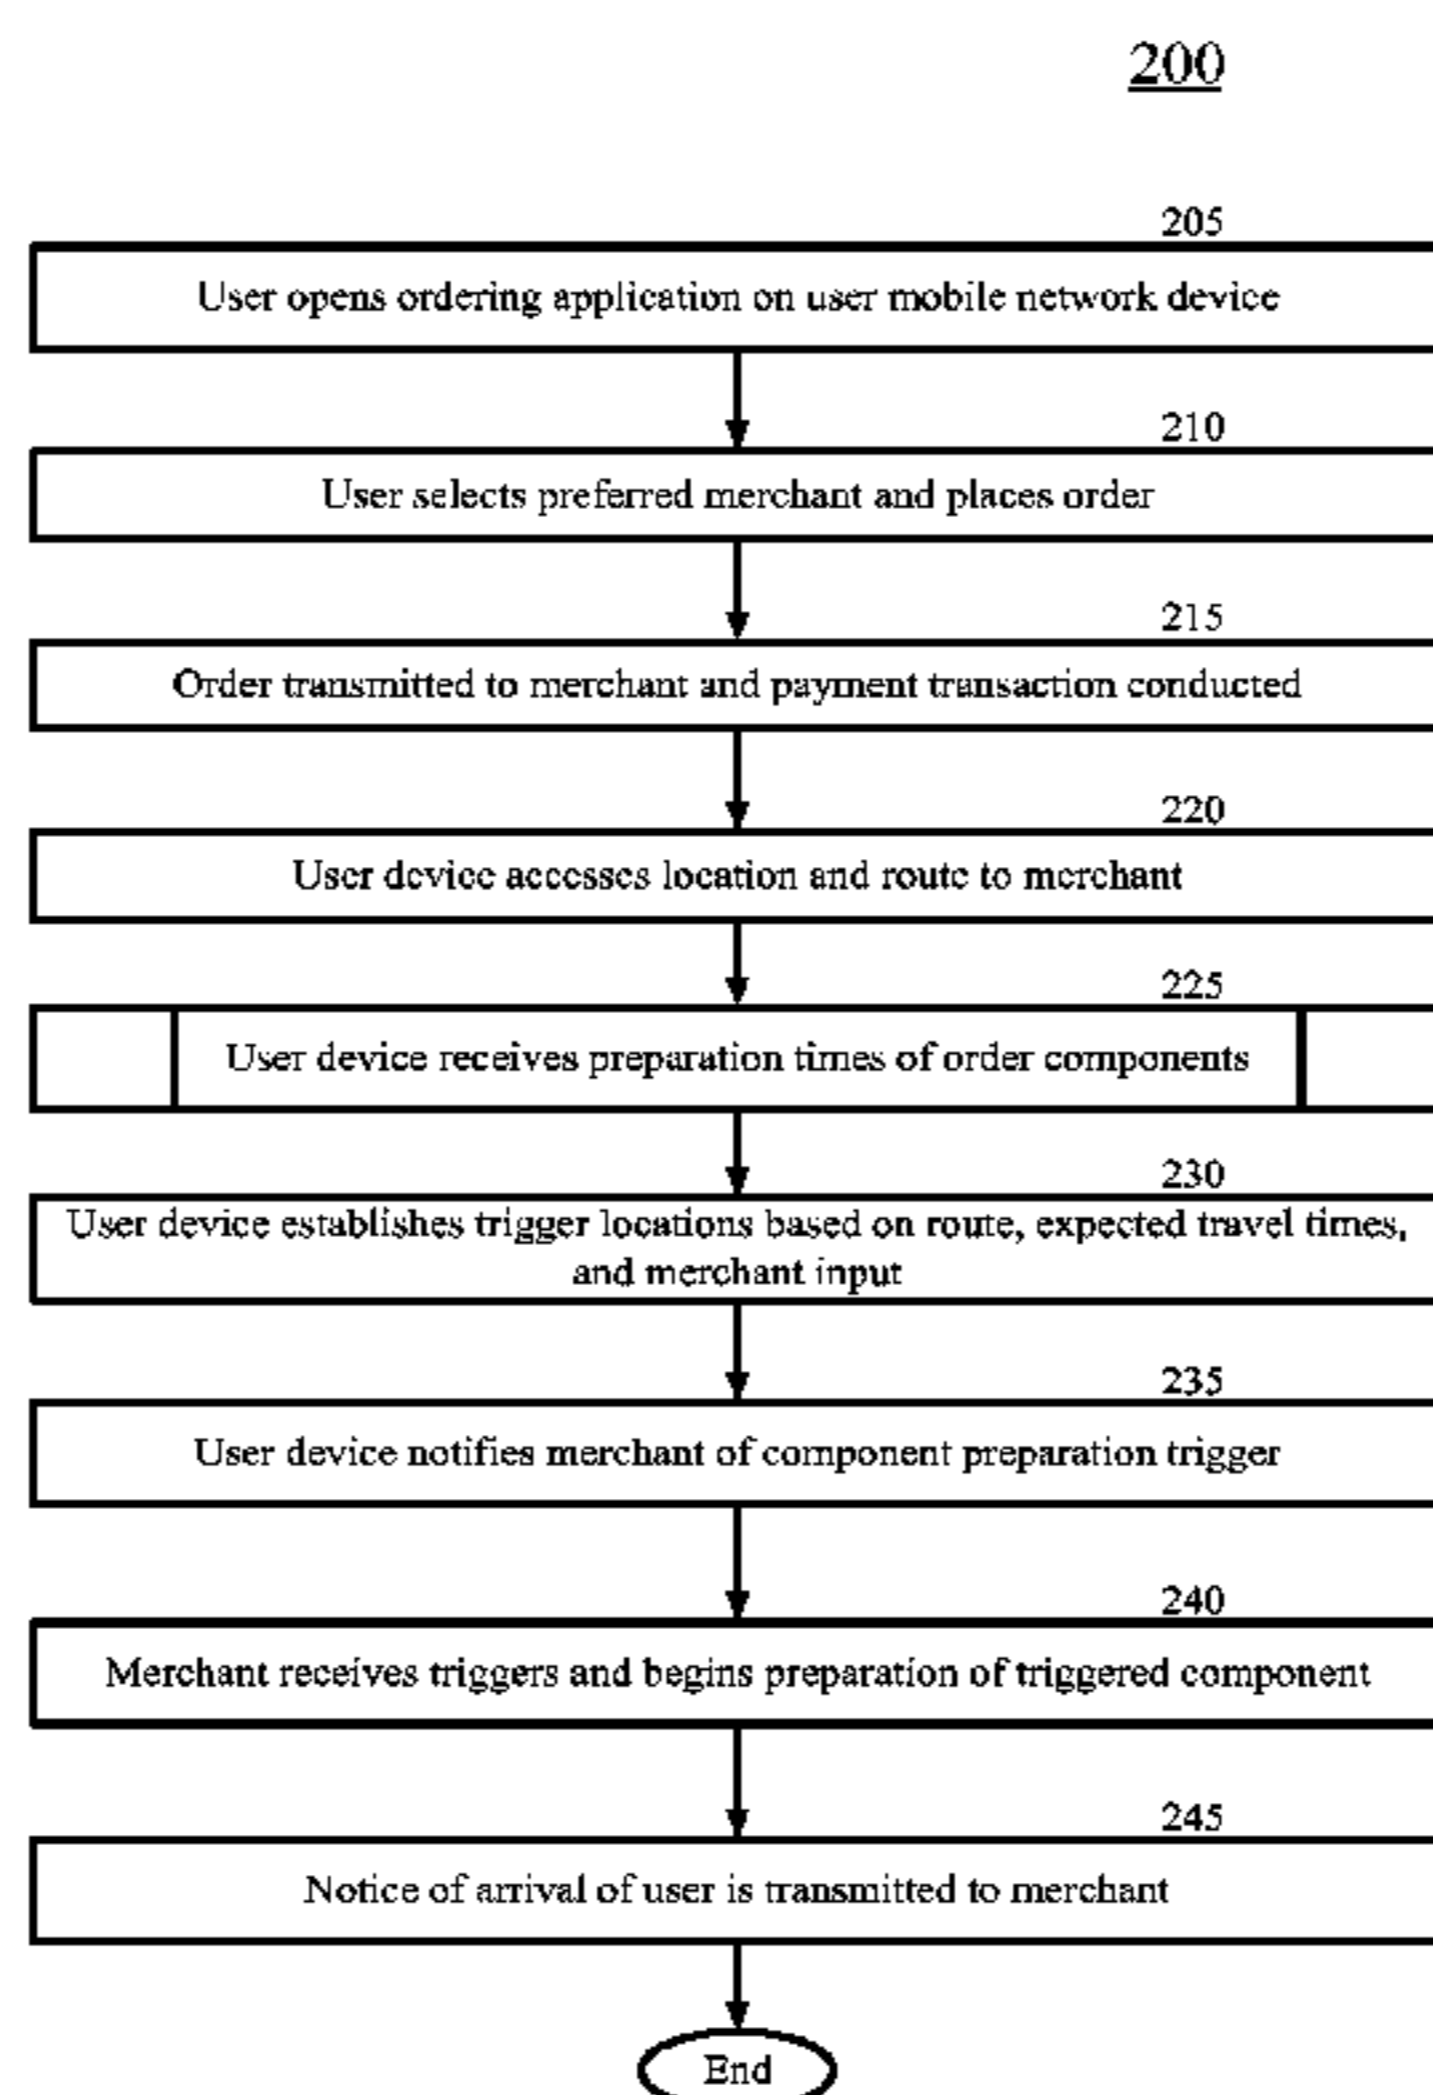 200
205
User opens ordering application on user mobile network device
210
User selects preferred merchant and places order
215
Order transmitted to merchant and payment transaction conducted
220
User device accesses location and route to merchant
225
User device receives preparation times of order components
230
User device establishes trigger locations based on route, expected travel times,
and merchant input
235
User device notifies merchant of component preparation trigger
240
Merchant receives triggers and begins preparation of triggered component
245
Notice of arrival of user is transmitted to merchant
End